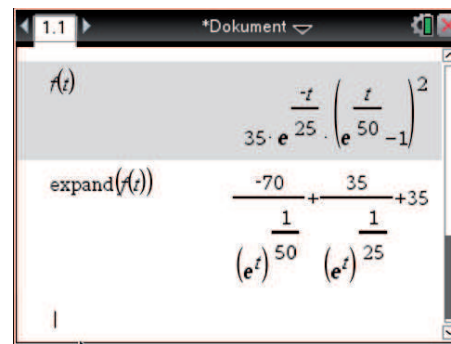 1.1 *Dokument
f(t) 35·e^(-t/25)·(e^(t/50)-1)^2
expand(f(t)) -70/(e^t)^(1/50)+35/(e^t)^(1/25)+35